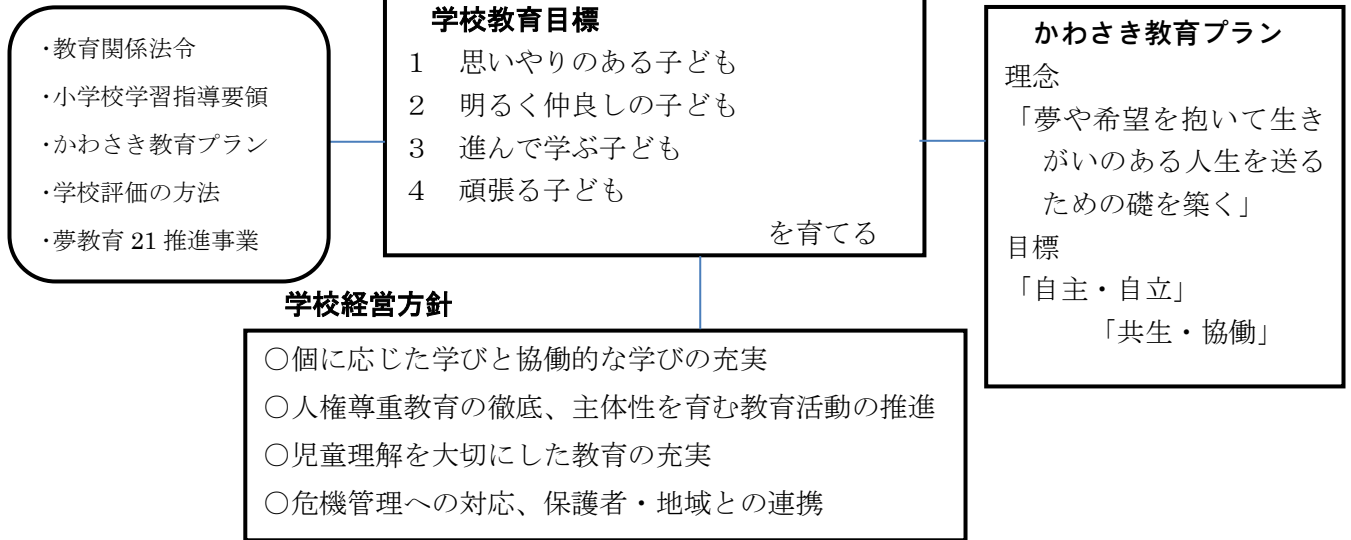 ・教育関係法令
・小学校学習指導要領
・かわさき教育プラン
・学校評価の方法
・夢教育 21 推進事業
学校教育目標
1 思いやりのある子ども
2 明るく仲良しの子ども
3 進んで学ぶ子ども
4 頑張る子ども
を育てる
かわさき教育プラン
理念
「夢や希望を抱いて生き
がいのある人生を送る
ための礎を築く」
目標
「自主・自立」
「共生・協働」
学校経営方針
○個に応じた学びと協働的な学びの充実
○人権尊重教育の徹底、主体性を育む教育活動の推進
○児童理解を大切にした教育の充実
○危機管理への対応、保護者・地域との連携